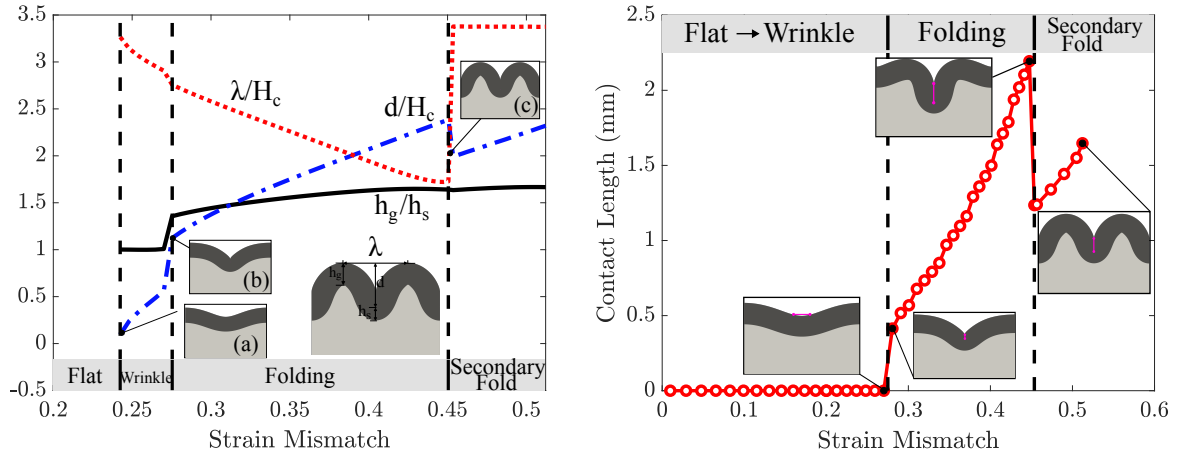 3.5
3
2.5
2
1.5
1
0.5
0
-0.5
λ/H_c
d/H_c
h_g/h_s
(c)
(b)
(a)
λ
h_g
d
h_s
Flat
Wrinkle
Folding
Secondary
Fold
0.2
0.25
0.3
0.35
0.4
0.45
0.5
Strain Mismatch
Flat → Wrinkle
Folding
Secondary
Fold
Contact Length (mm)
2.5
2
1.5
1
0.5
0
0
0.1
0.2
0.3
0.4
0.5
0.6
Strain Mismatch